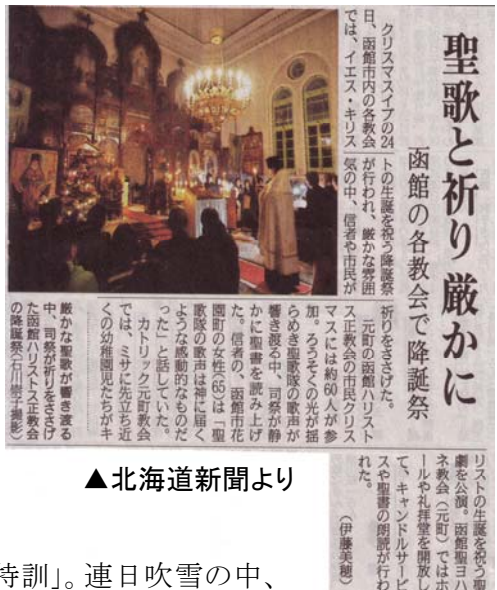 聖歌と祈り 厳かに
函館の各教会で降誕祭
クリスマスイブの24
日、函館市内の各教会
では、イエス・キリス
トの生誕を祝う降誕祭
が行われ、厳かな雰囲
気の中、信者や市民が
祈りをささげた。
元町の函館ハリスト
ス正教会の市民クリス
マスには約60人が参
加。ろうそくの光が揺
らめき聖歌隊の歌声が
響き渡る中、司祭が静
かに聖書を読み上げ
た。信者の、函館市花
園町の女性(65)は「聖
歌隊の歌声は神に届く
ような感動的なものだ
った」と話していた。
カトリック元町教会
では、ミサに先立ち近
くの幼稚園児たちがキ
リストの生誕を祝う聖
劇を公演。函館聖ヨハ
ネ教会(元町)ではホ
ールや礼拝堂を開放し
て、キャンドルサービ
スや聖書の朗読が行わ
れた。
(伊藤美穂)
厳かな聖歌が響き渡る
中、司祭が祈りをささげ
た函館ハリストス正教会
の降誕祭(石川 撮影)
▲北海道新聞より
特訓」。連日吹雪の中、